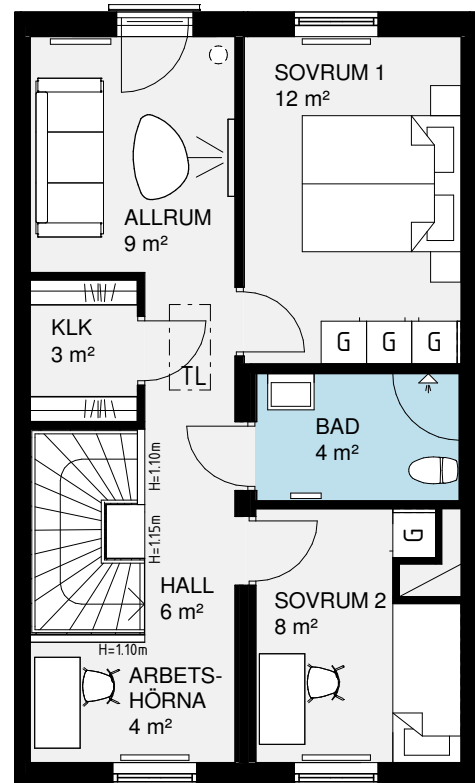 SOVRUM 1
12 m²
ALLRUM
9 m²
KLK
3 m²
TL
G
G
G
BAD
4 m²
H=1.10m
H=1.15m
HALL
6 m²
G
SOVRUM 2
8 m²
H=1.10m
ARBETS-
HÖRNA
4 m²